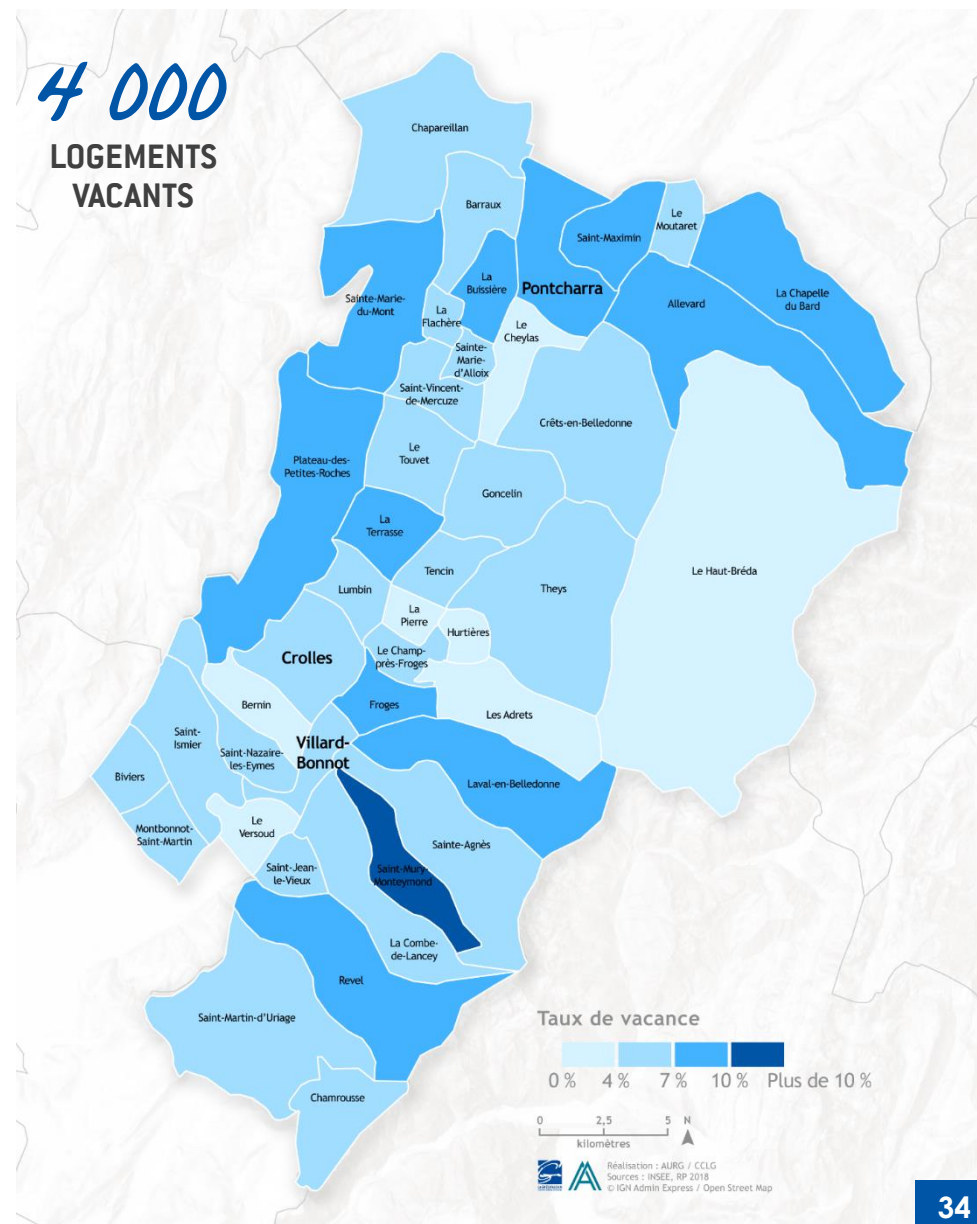 4 000
LOGEMENTS
VACANTS
Chapareillan
Barraux
Le
Moutaret
Saint-Maximin
La
Buissière
Pontcharra
La Chapelle
du Bard
Sainte-Marie-
du-Mont
Allevard
La
Flachère
Le
Cheylas
Sainte-
Marie-
d'Alloix
Saint-Vincent-
de-Mercuze
Crêts-en-Belledonne
Le
Touvet
Plateau-des-
Petites-Roches
Goncelin
La
Terrasse
Tencin
Le Haut-Bréda
Lumbin
Theys
La
Pierre
Hurtières
Crolles
Le Champ-
près-Froges
Bernin
Froges
Les Adrets
Saint-
Ismier
Villard-
Bonnot
Saint-Nazaire-
les-Eymes
Biviers
Laval-en-Belledonne
Le
Versoud
Montbonnot-
Saint-Martin
Sainte-Agnès
Saint-Jean-
le-Vieux
Saint-Mury-
Monteymond
La Combe-
de-Lancey
Revel
Saint-Martin-d'Uriage
Chamrousse
Taux de vacance
0 % 4 % 7 % 10 % Plus de 10 %
0 2,5 5 N
kilomètres
Réalisation : AURG / CCLG
Sources : INSEE, RP 2018
© IGN Admin Express / Open Street Map
34